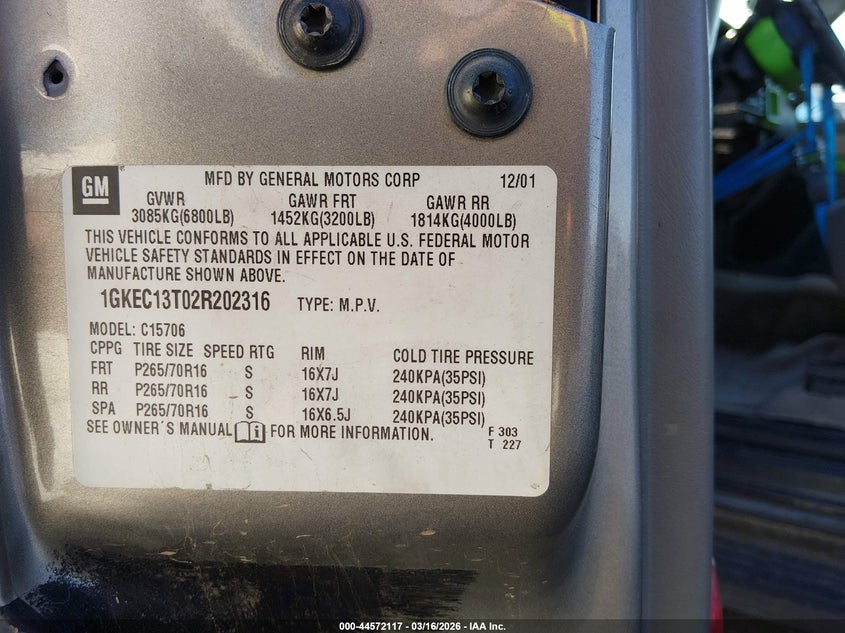 GM
MFD BY GENERAL MOTORS CORP 12/01
GVWR GAWR FRT GAWR RR
3085KG(6800LB) 1452KG(3200LB) 1814KG(4000LB)
THIS VEHICLE CONFORMS TO ALL APPLICABLE U.S. FEDERAL MOTOR
VEHICLE SAFETY STANDARDS IN EFFECT ON THE DATE OF
MANUFACTURE SHOWN ABOVE.
1GKEC13T02R202316 TYPE: M.P.V.
MODEL: C15706
CPPG TIRE SIZE SPEED RTG RIM COLD TIRE PRESSURE
FRT P265/70R16 S 16X7J 240KPA(35PSI)
RR P265/70R16 S 16X7J 240KPA(35PSI)
SPA P265/70R16 S 16X6.5J 240KPA(35PSI)
SEE OWNER'S MANUAL FOR MORE INFORMATION.
F 303
T 227
000-44572117 - 03/16/2026 - IAA Inc.